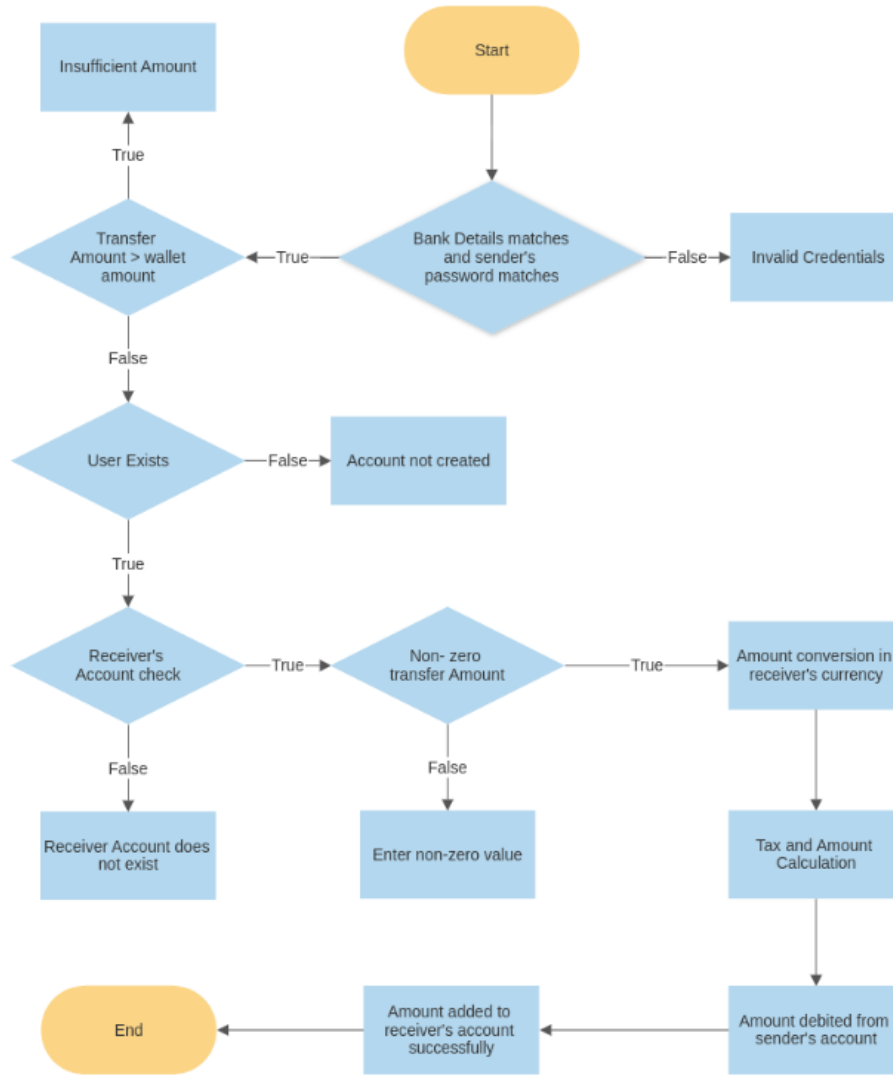 Start
Insufficient Amount
True
Bank Details matches
and sender's
password matches
True
False
Invalid Credentials
Transfer
Amount > wallet
amount
False
User Exists
False
Account not created
True
Receiver's
Account check
True
Non- zero
transfer Amount
True
Amount conversion in
receiver's currency
False
False
Receiver Account does
not exist
Enter non-zero value
Tax and Amount
Calculation
End
Amount added to
receiver's account
successfully
Amount debited from
sender's account